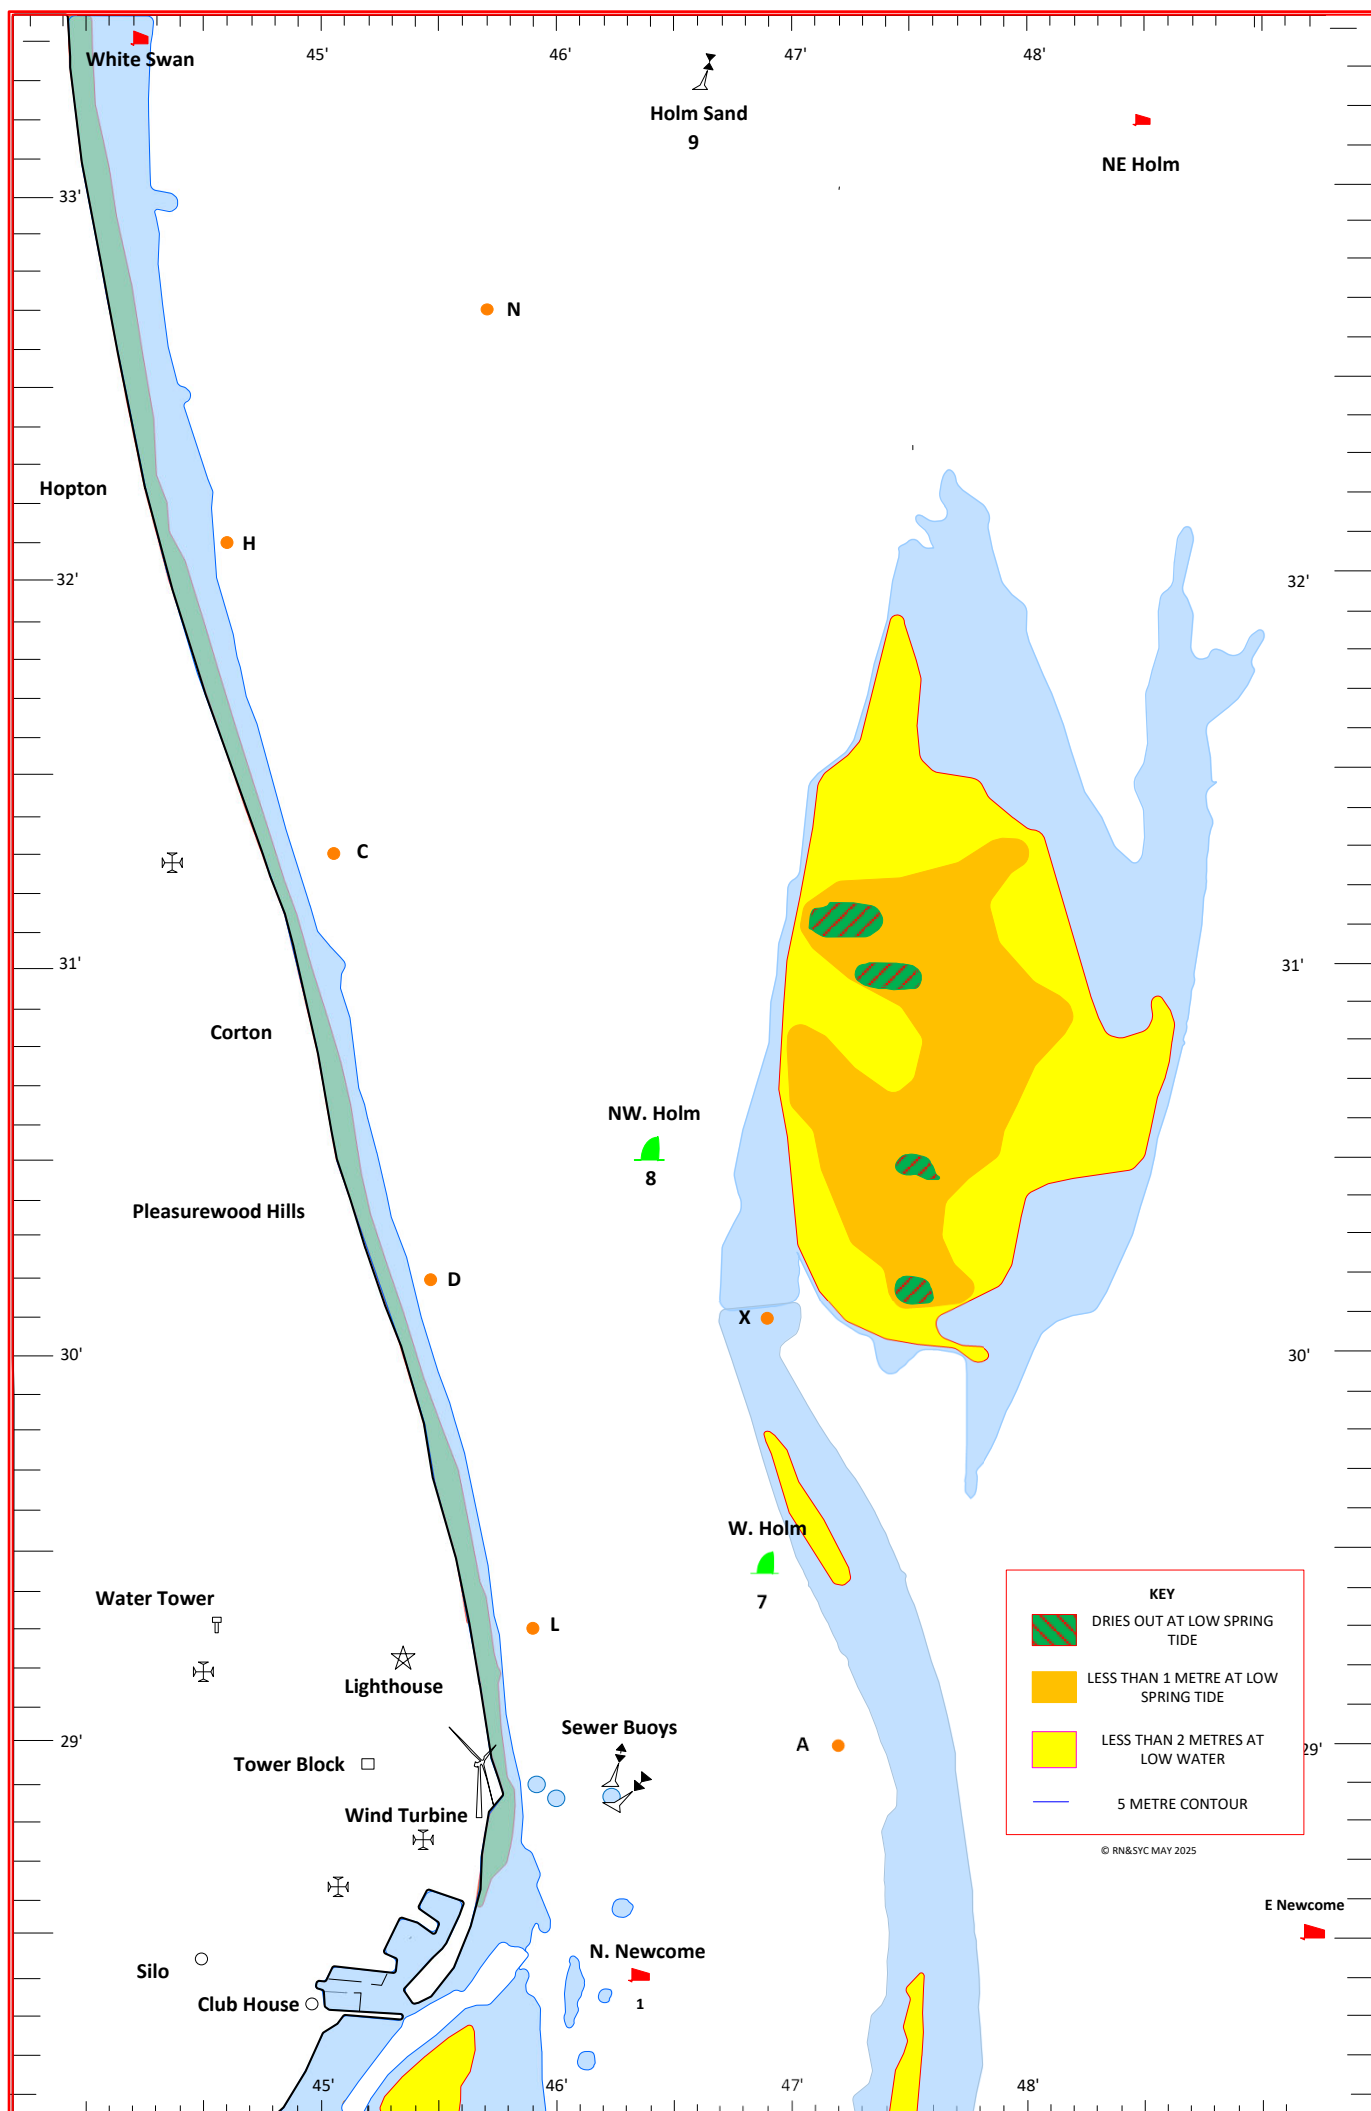 White Swan
45'
46'
47'
48'
Holm Sand
9
NE Holm
33'
N
Hopton
H
32'
32'
C
31'
31'
Corton
NW. Holm
8
Pleasurewood Hills
D
X
30'
30'
W. Holm
7
Water Tower
L
Lighthouse
Sewer Buoys
29'
A
29'
Tower Block
Wind Turbine
KEY
DRIES OUT AT LOW SPRING
TIDE
LESS THAN 1 METRE AT LOW
SPRING TIDE
LESS THAN 2 METRES AT
LOW WATER
5 METRE CONTOUR
© RN&SYC MAY 2025
E Newcome
N. Newcome
1
Silo
Club House
45'
46'
47'
48'